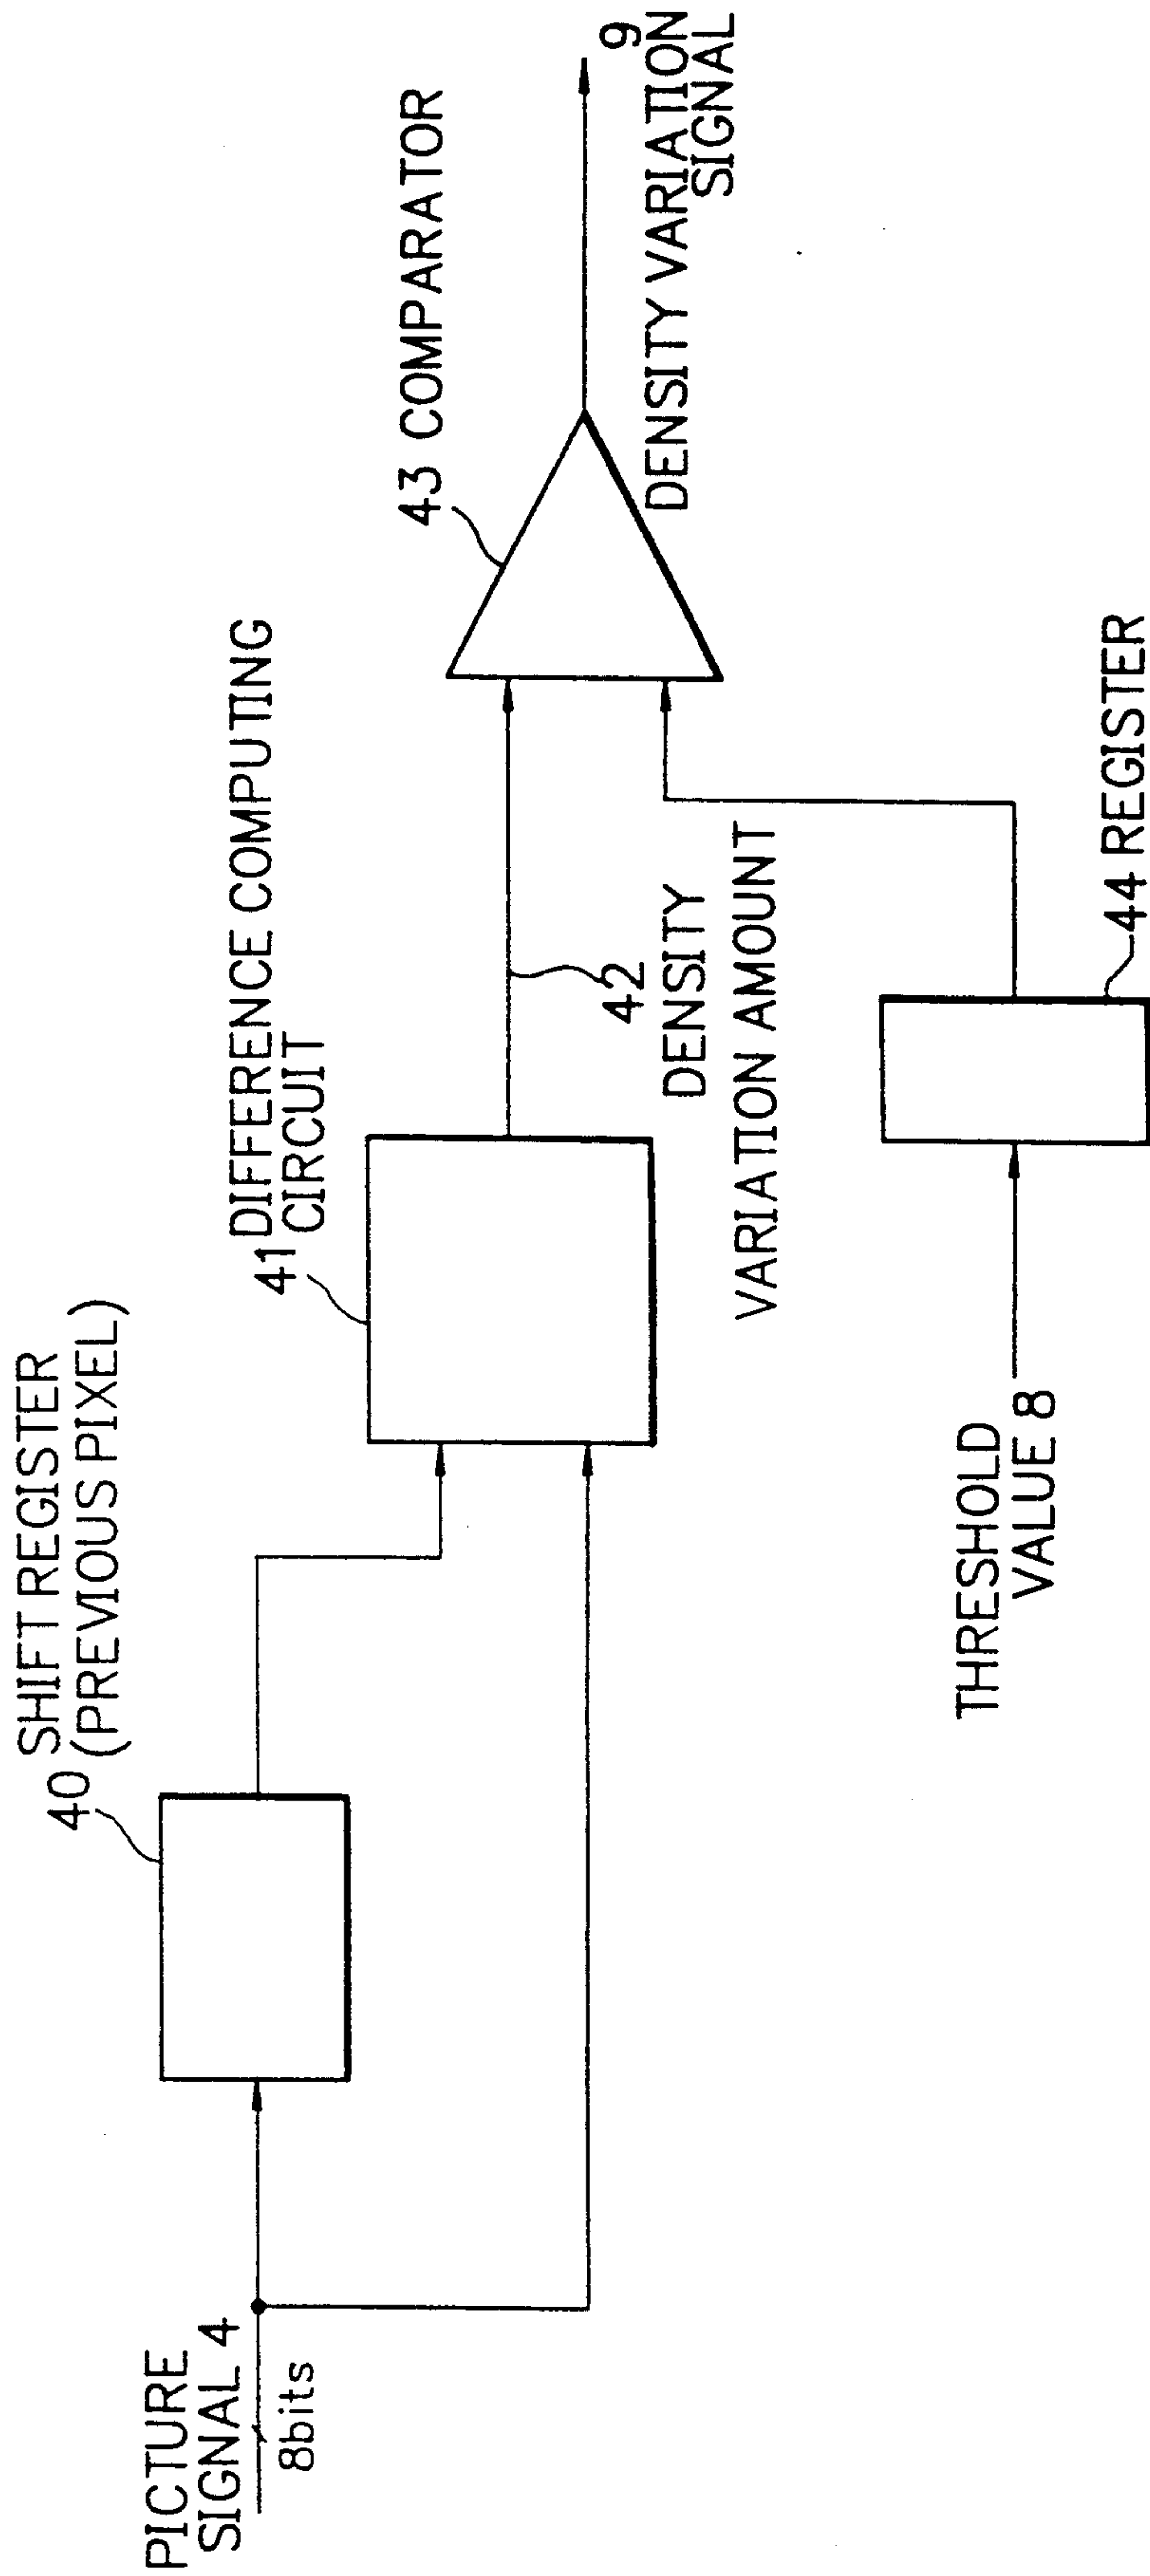 PICTURE
SIGNAL 4
8bits
40 SHIFT REGISTER
(PREVIOUS PIXEL)
41 DIFFERENCE COMPUTING
CIRCUIT
42
DENSITY
VARIATION AMOUNT
43 COMPARATOR
9
DENSITY VARIATION
SIGNAL
THRESHOLD
VALUE 8
44 REGISTER